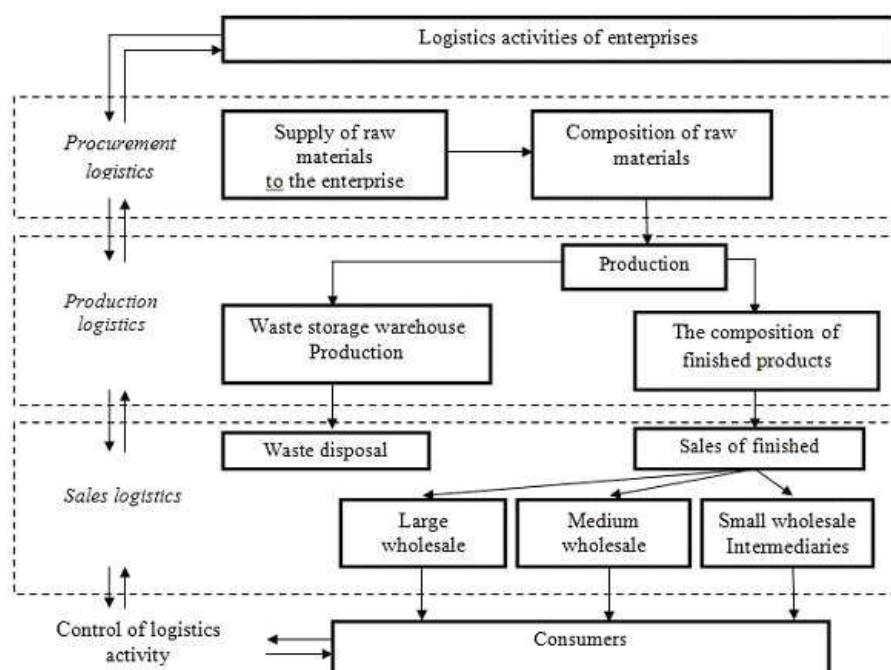 Logistics activities of enterprises
Procurement
logistics
Supply of raw
materials
to the enterprise
Composition of raw
materials
Production
Production
logistics
Waste storage warehouse
Production
The composition of
finished products
Waste disposal
Sales of finished
Sales logistics
Large
wholesale
Medium
wholesale
Small wholesale
Intermediaries
Control of logistics
activity
Consumers